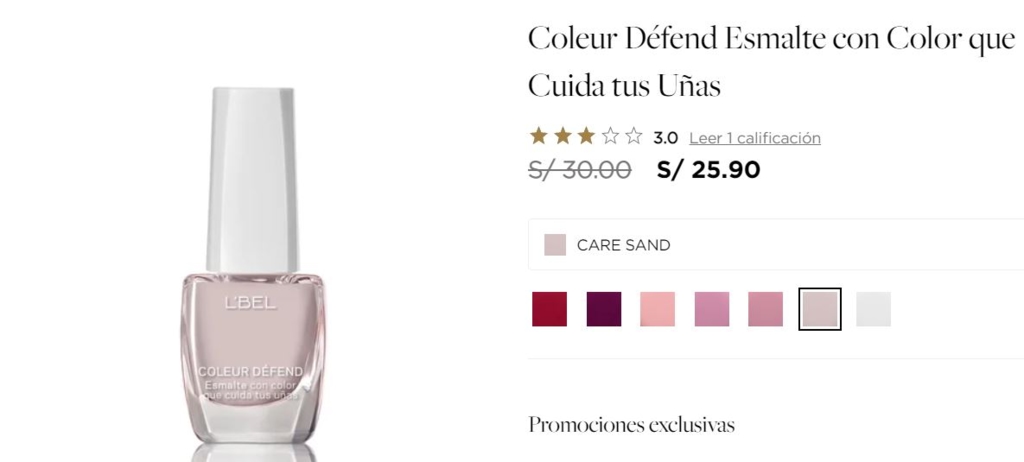 Coleur Défend Esmalte con Color que
Cuida tus Uñas
3.0 Leer 1 calificación
S/ 30.00 S/ 25.90
CARE SAND
Promociones exclusivas
L'BEL
COLEUR DÉFEND
Esmalte con color
que cuida tus uñas